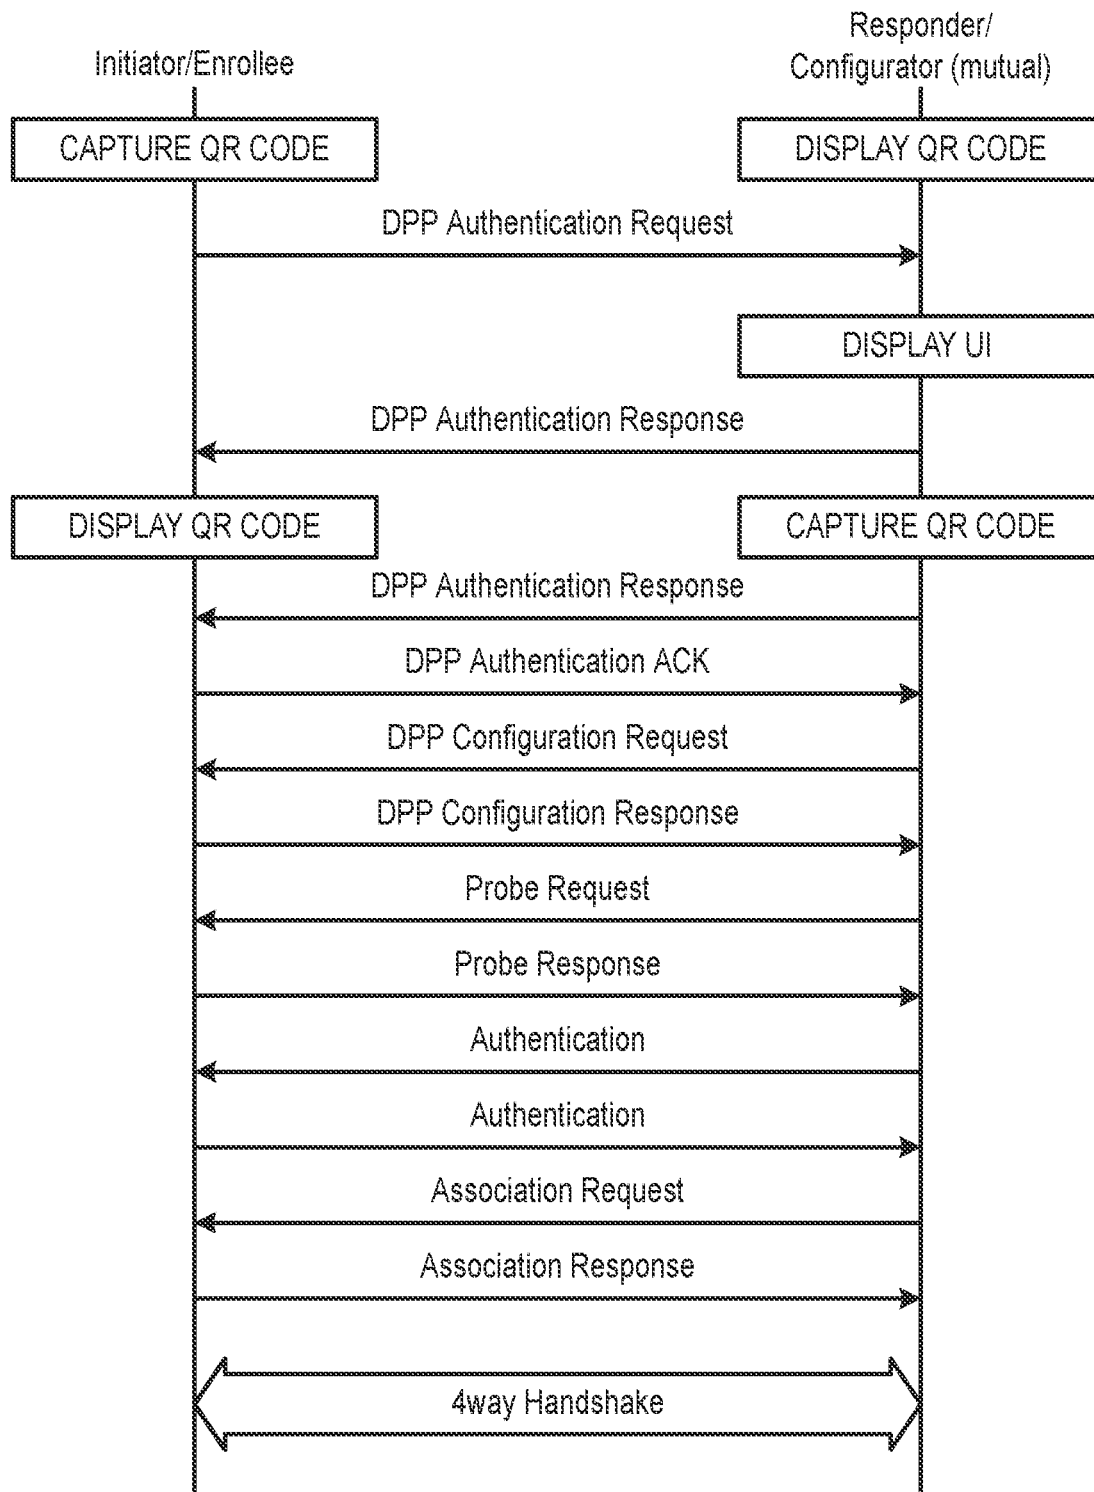 Initiator/Enrollee
Responder/
Configurator (mutual)
CAPTURE QR CODE
DISPLAY QR CODE
DPP Authentication Request
DISPLAY UI
DPP Authentication Response
DISPLAY QR CODE
CAPTURE QR CODE
DPP Authentication Response
DPP Authentication ACK
DPP Configuration Request
DPP Configuration Response
Probe Request
Probe Response
Authentication
Authentication
Association Request
Association Response
4way Handshake